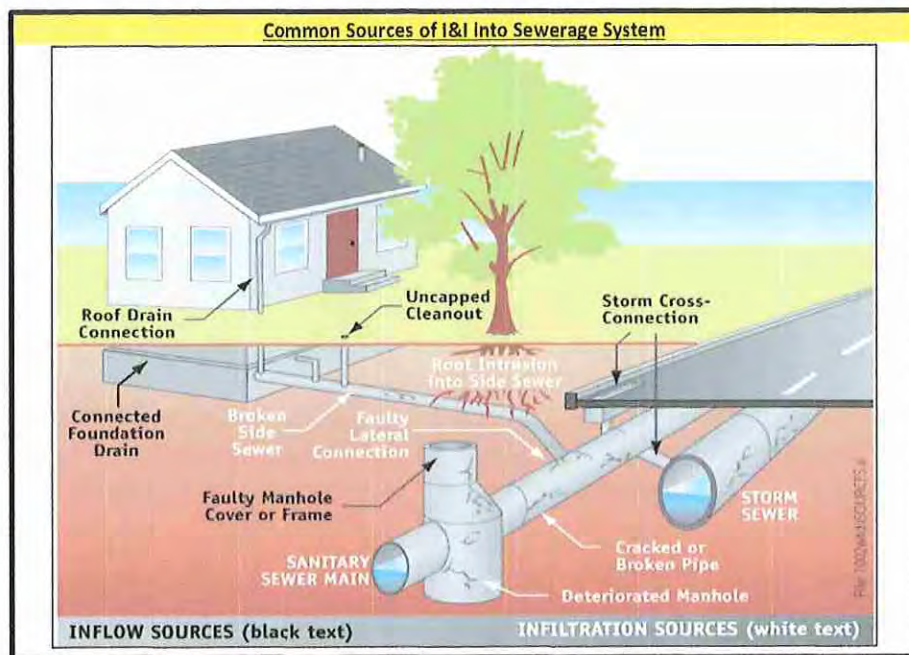 Common Sources of I&I Into Sewerage System
Roof Drain
Connection
Uncapped
Cleanout
Storm Cross-
Connection
Root Intrusion
into Side Sewer
Connected
Foundation
Drain
Broken
Side
Sewer
Faulty
Lateral
Connection
Faulty Manhole
Cover or Frame
STORM
SEWER
SANITARY
SEWER MAIN
Cracked or
Broken Pipe
Deteriorated Manhole
INFLOW SOURCES (black text)
INFILTRATION SOURCES (white text)